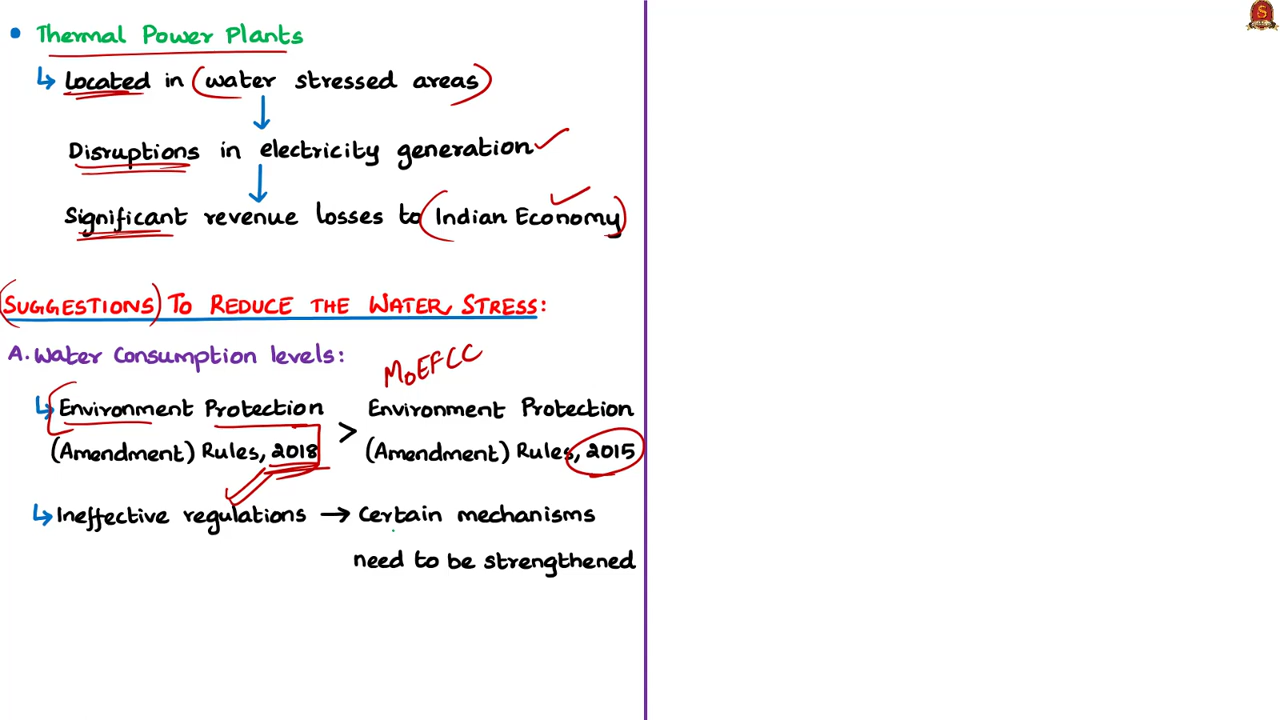 • Thermal Power Plants
↳ Located in (water stressed areas)
↓
Disruptions in electricity generation ✓
↓
Significant revenue losses to (Indian Economy) ✓
(SUGGESTIONS) TO REDUCE THE WATER STRESS:
A. Water Consumption levels:
MoEFCC
↳ Environment Protection > Environment Protection
(Amendment) Rules, 2018 (Amendment) Rules, 2015
↳ Ineffective regulations → Certain mechanisms
need to be strengthened
S